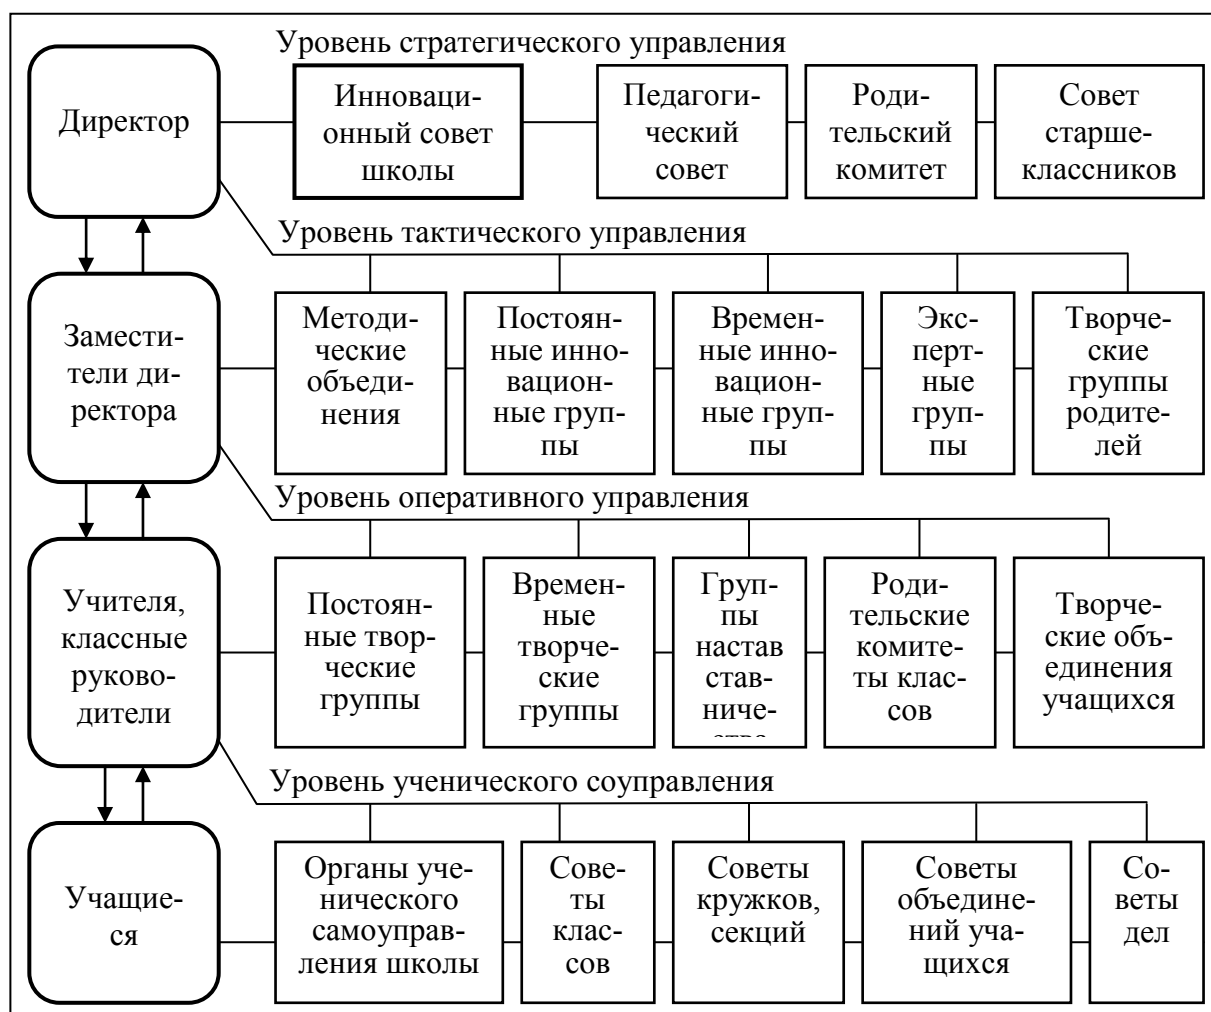 Уровень стратегического управления
Директор
Инноваци-
онный совет
школы
Педагоги-
ческий
совет
Роди-
тельский
комитет
Совет
старше-
классников
Уровень тактического управления
Замести-
тели ди-
ректора
Методи-
ческие
объеди-
нения
Постоян-
ные инно-
вацион-
ные груп-
пы
Времен-
ные инно-
вацион-
ные груп-
пы
Экс-
перт-
ные
груп-
пы
Творче-
ские
группы
родите-
лей
Уровень оперативного управления
Учителя,
классные
руково-
дители
Постоян-
ные твор-
ческие
группы
Времен-
ные
творче-
ские
группы
Груп-
пы
настав
став-
ниче-
ства
Роди-
тельские
комите-
ты клас-
сов
Творче-
ские объ-
единения
учащихся
Уровень ученического соуправления
Учащие-
ся
Органы уче-
нического
самоуправ-
ления школы
Сове-
ты
клас-
сов
Советы
кружков,
секций
Советы
объедине-
ний уча-
щихся
Со-
веты
дел